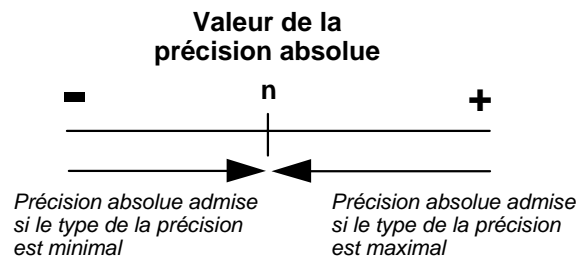 Valeur de la
précision absolue
- n +
Précision absolue admise
si le type de la précision
est minimal
Précision absolue admise
si le type de la précision
est maximal